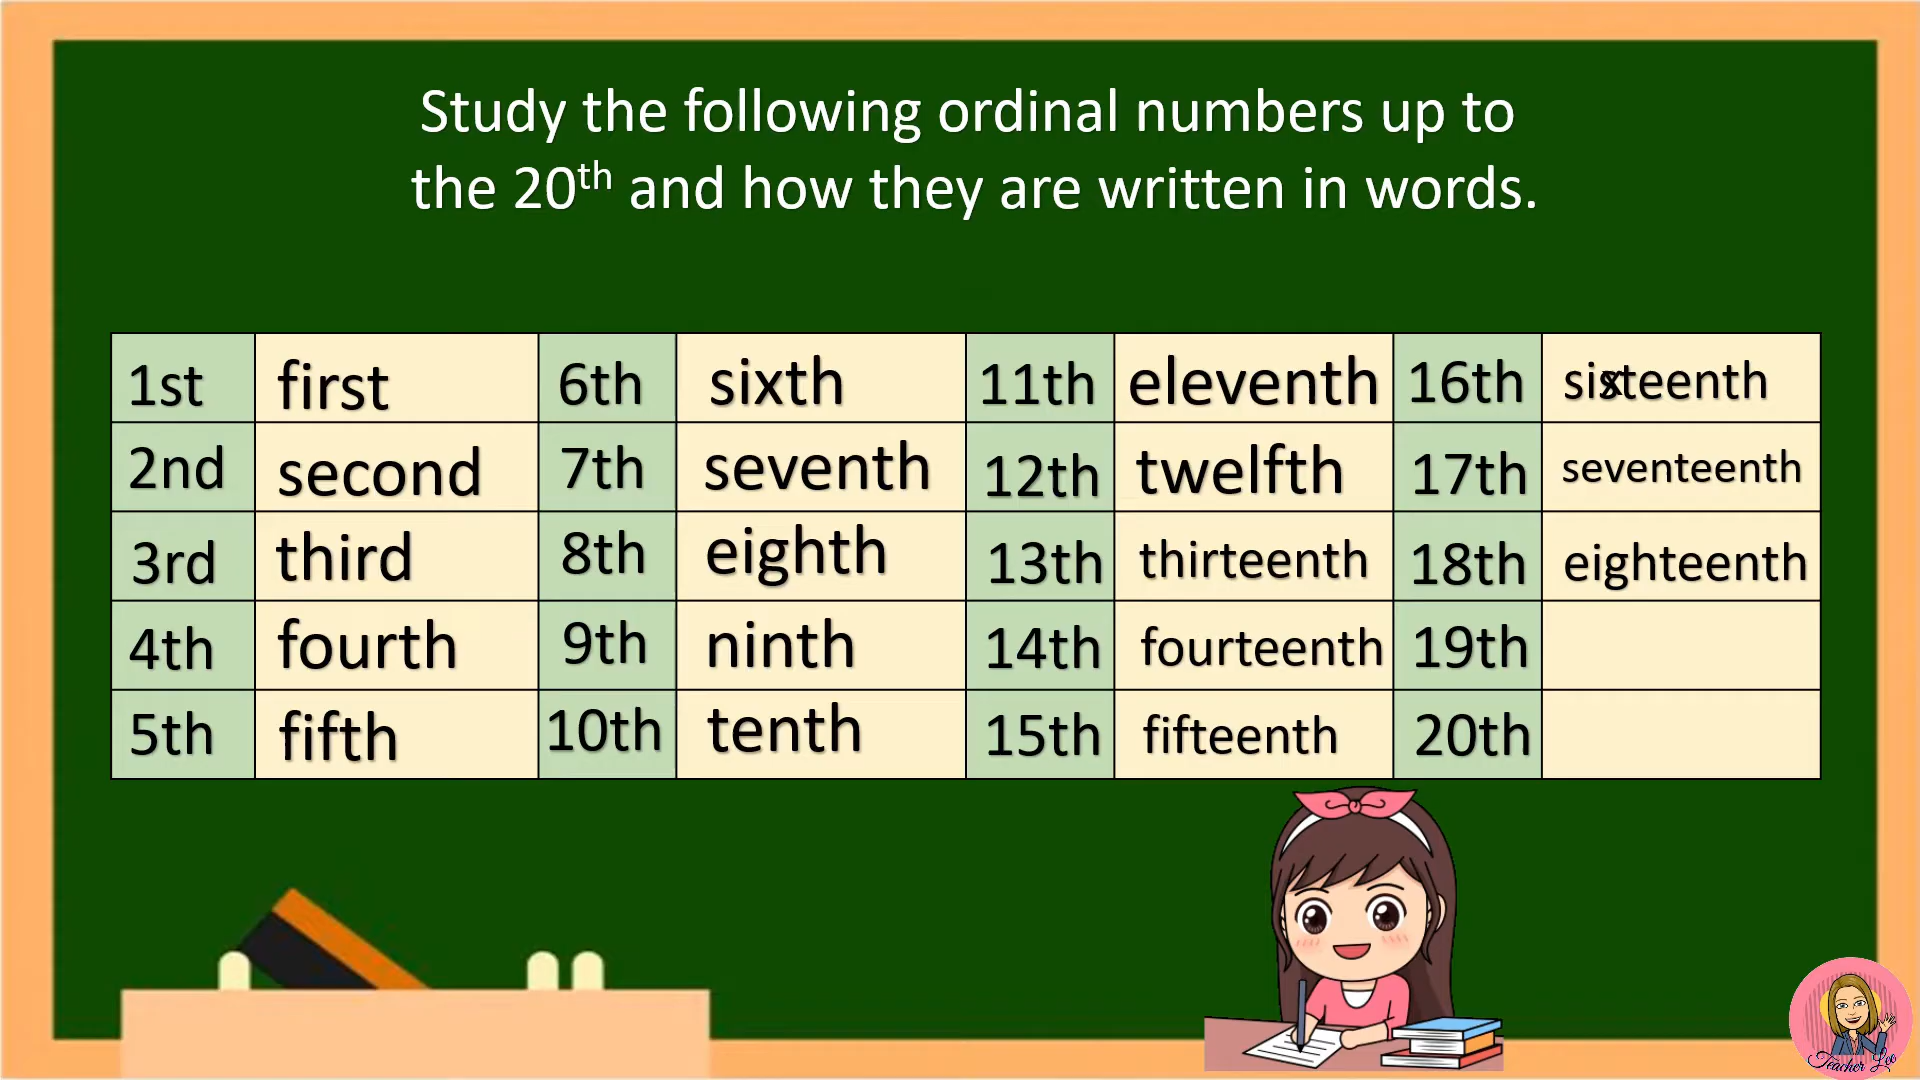 Study the following ordinal numbers up to
the 20th and how they are written in words.
1st first 6th sixth 11th eleventh 16th sixteenth
2nd second 7th seventh 12th twelfth 17th seventeenth
3rd third 8th eighth 13th thirteenth 18th eighteenth
4th fourth 9th ninth 14th fourteenth 19th
5th fifth 10th tenth 15th fifteenth 20th
Teacher Leo